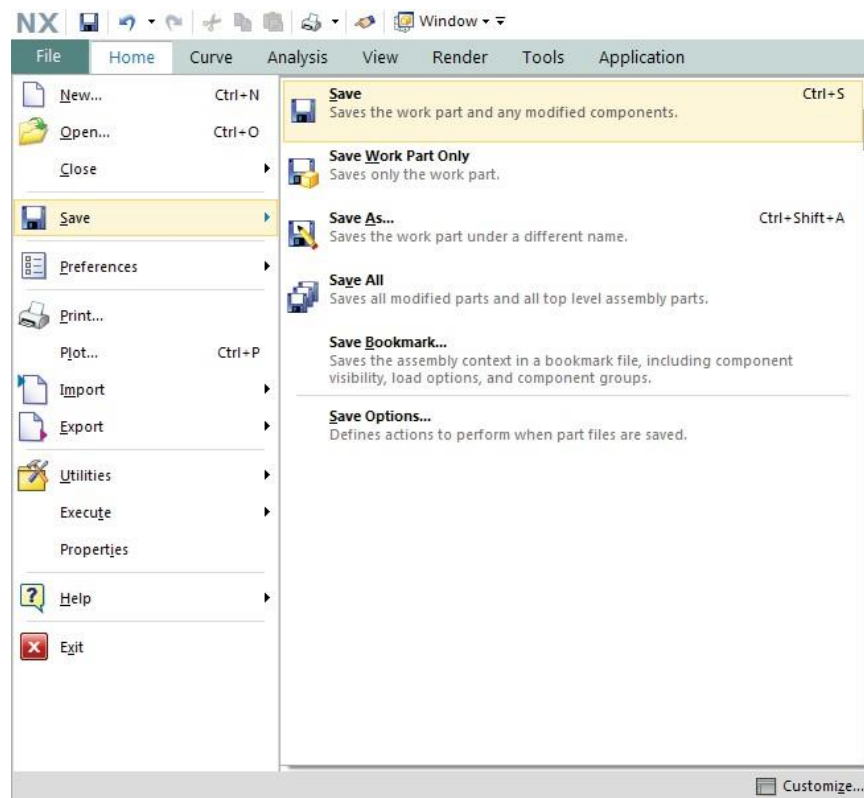 NX Window
File Home Curve Analysis View Render Tools Application
New... Ctrl+N
Open... Ctrl+O
Close
Save
Preferences
Print...
Plot... Ctrl+P
Import
Export
Utilities
Execute
Properties
Help
Exit
Save Ctrl+S
Saves the work part and any modified components.
Save Work Part Only
Saves only the work part.
Save As... Ctrl+Shift+A
Saves the work part under a different name.
Save All
Saves all modified parts and all top level assembly parts.
Save Bookmark...
Saves the assembly context in a bookmark file, including component
visibility, load options, and component groups.
Save Options...
Defines actions to perform when part files are saved.
Customize...